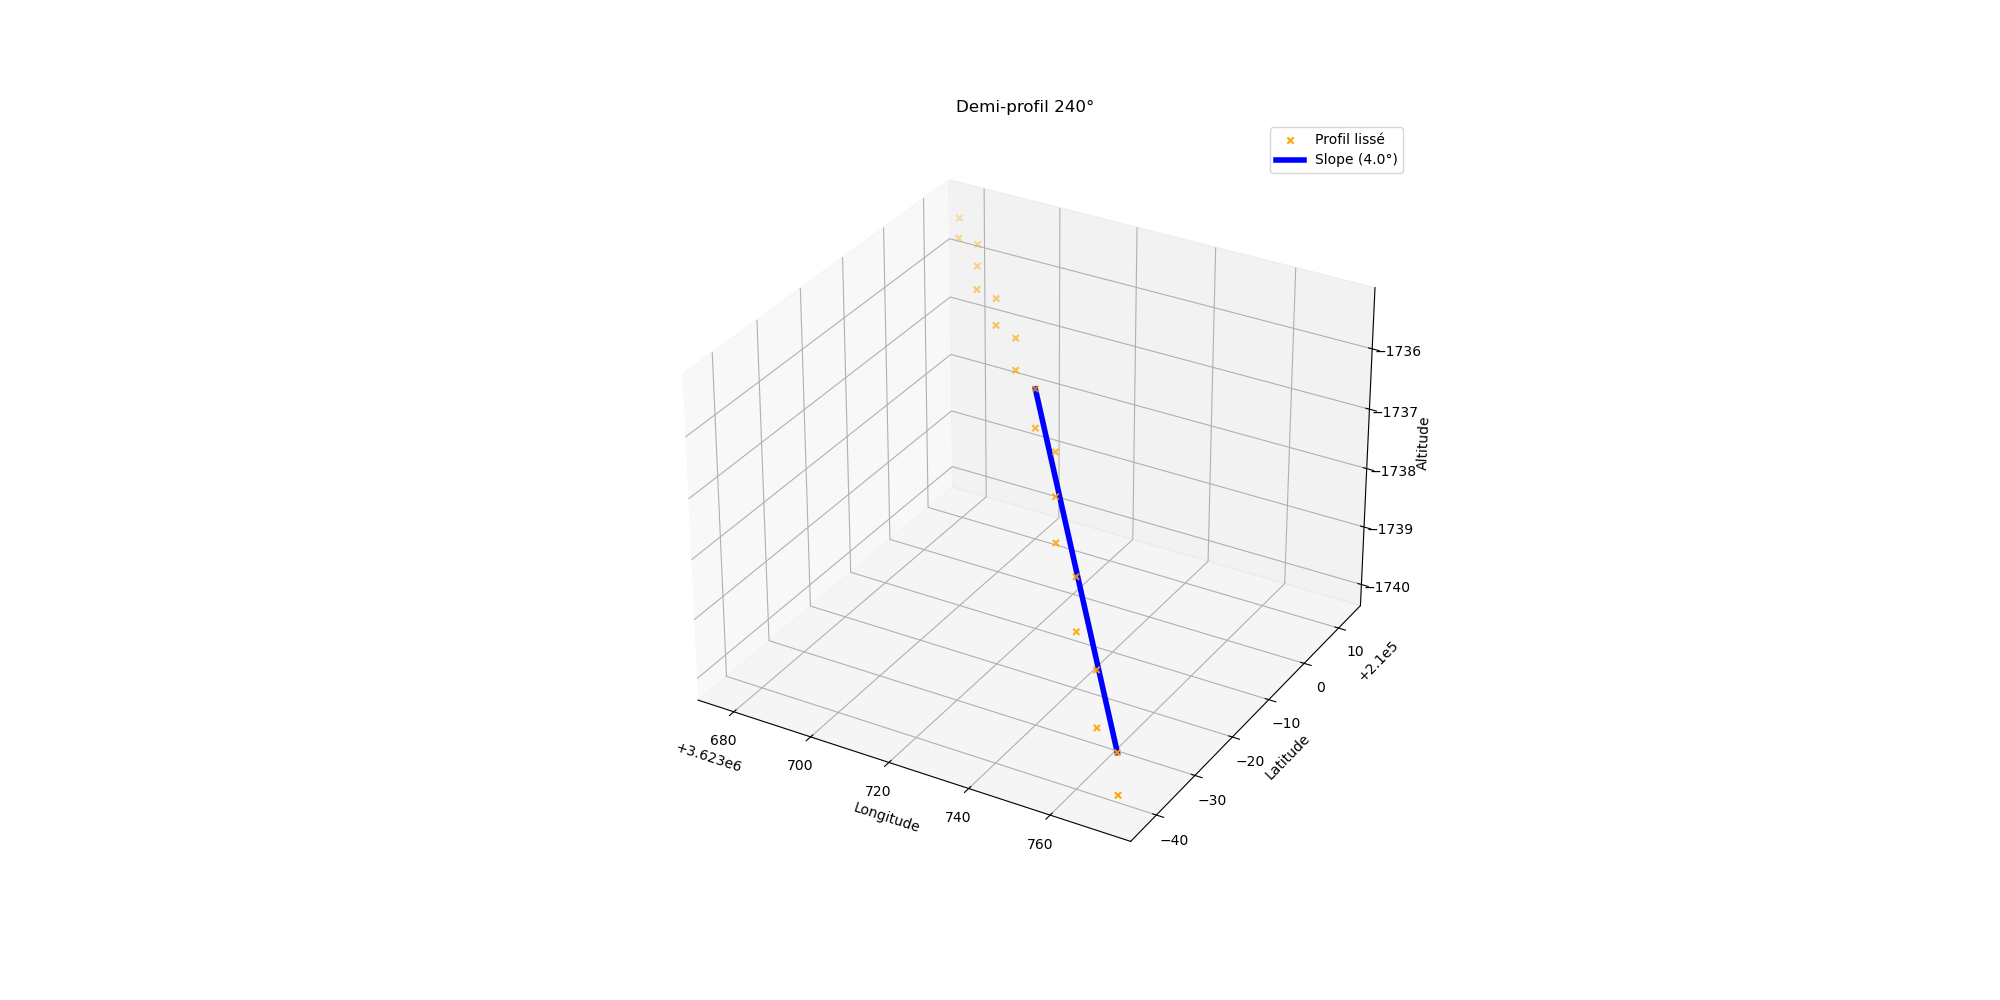 Demi-profil 240°
Profil lissé
Slope (4.0°)
−1736
−1737
−1738
−1739
−1740
Altitude
10
0
−10
−20
−30
−40
+2.1e5
Latitude
680
700
720
740
760
+3.623e6
Longitude